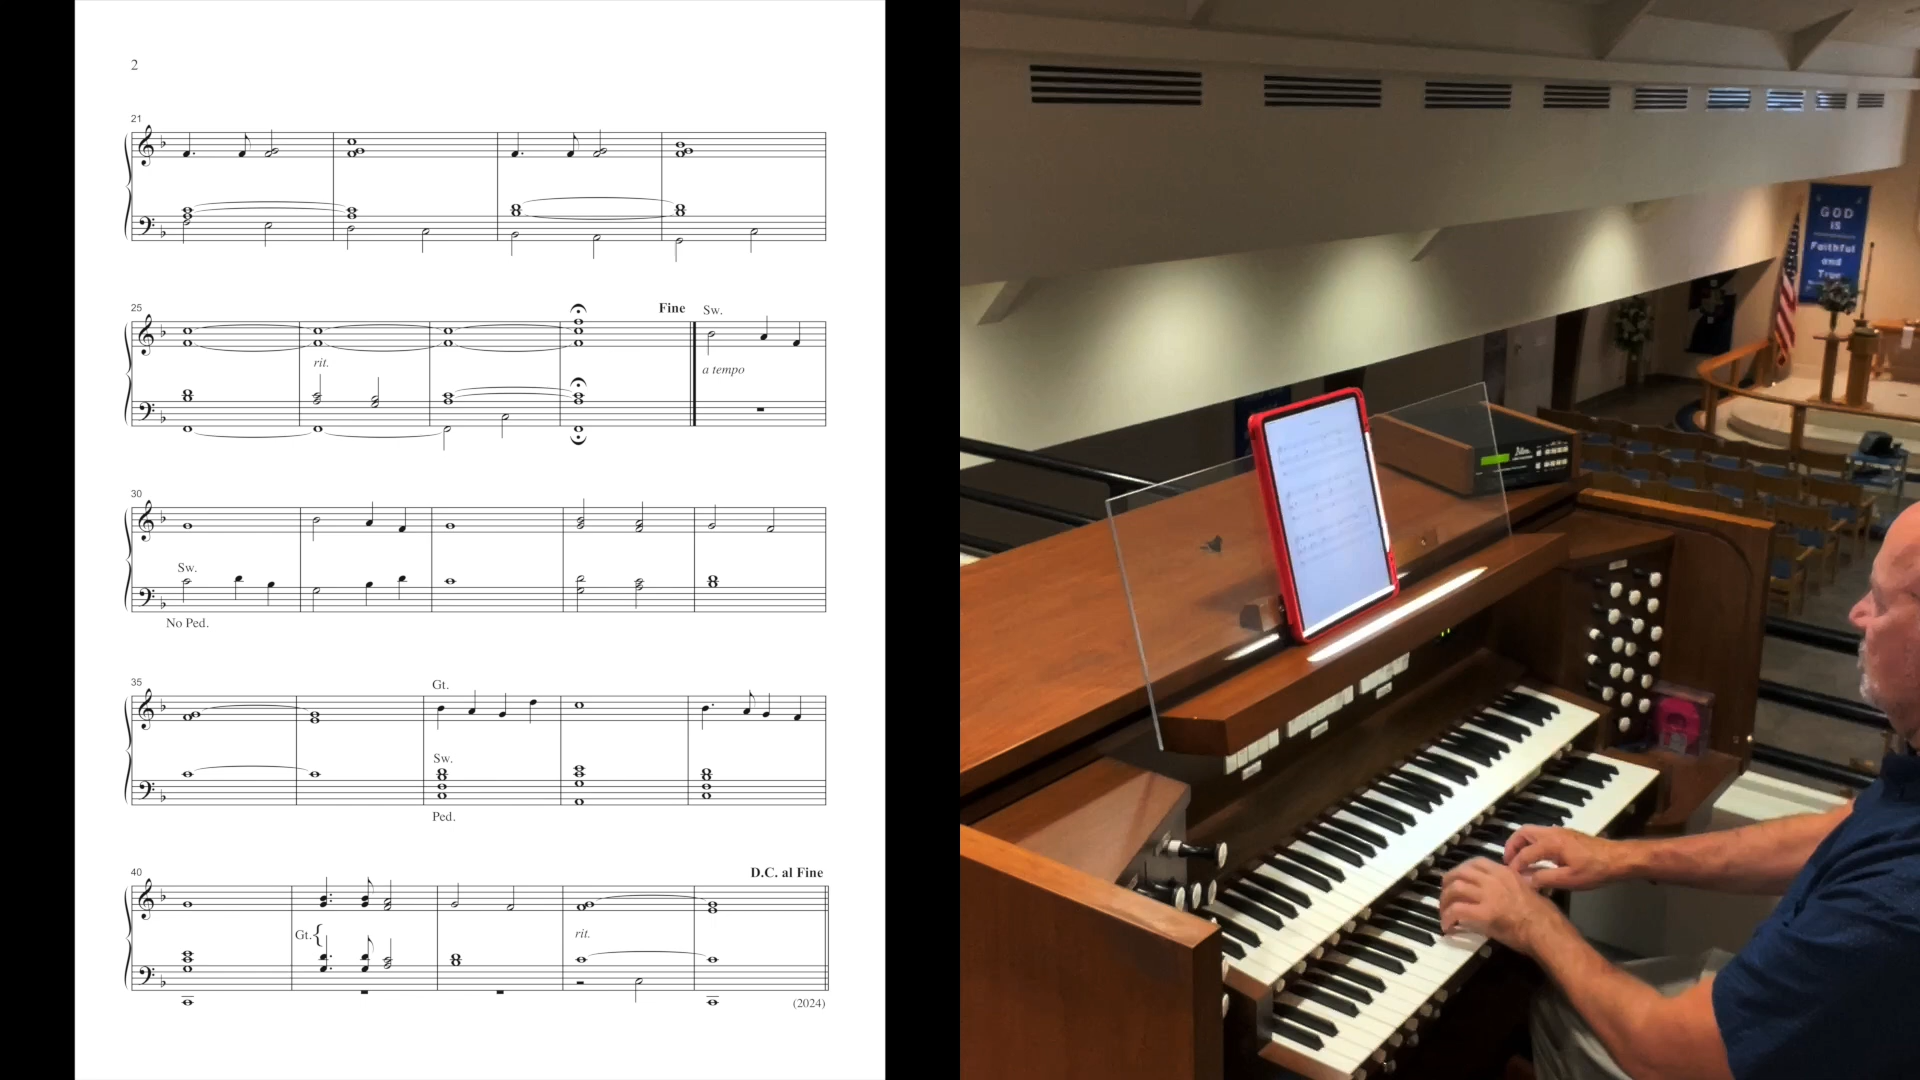 2
21
25
Fine
Sw.
rit.
a tempo
30
Sw.
No Ped.
35
Gt.
Sw.
Ped.
40
D.C. al Fine
Gt.
rit.
(2024)
GOD
is
Faithful
and
True